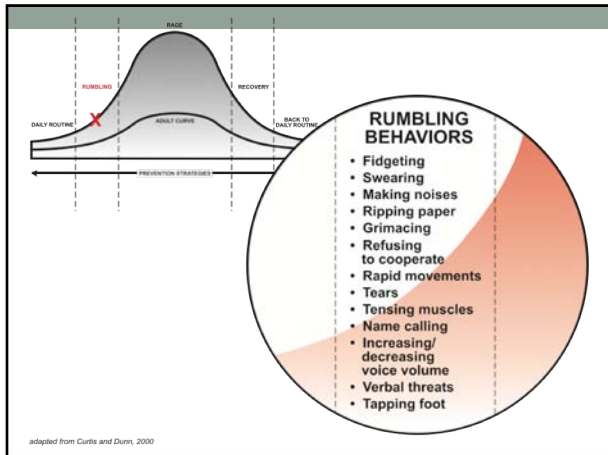 RAGE
RUMBLING
RECOVERY
DAILY ROUTINE
X
ADULT CURVE
BACK TO
DAILY ROUTINE
PREVENTION STRATEGIES
RUMBLING
BEHAVIORS
• Fidgeting
• Swearing
• Making noises
• Ripping paper
• Grimacing
• Refusing
to cooperate
• Rapid movements
• Tears
• Tensing muscles
• Name calling
• Increasing/
decreasing
voice volume
• Verbal threats
• Tapping foot
adapted from Curtis and Dunn, 2000